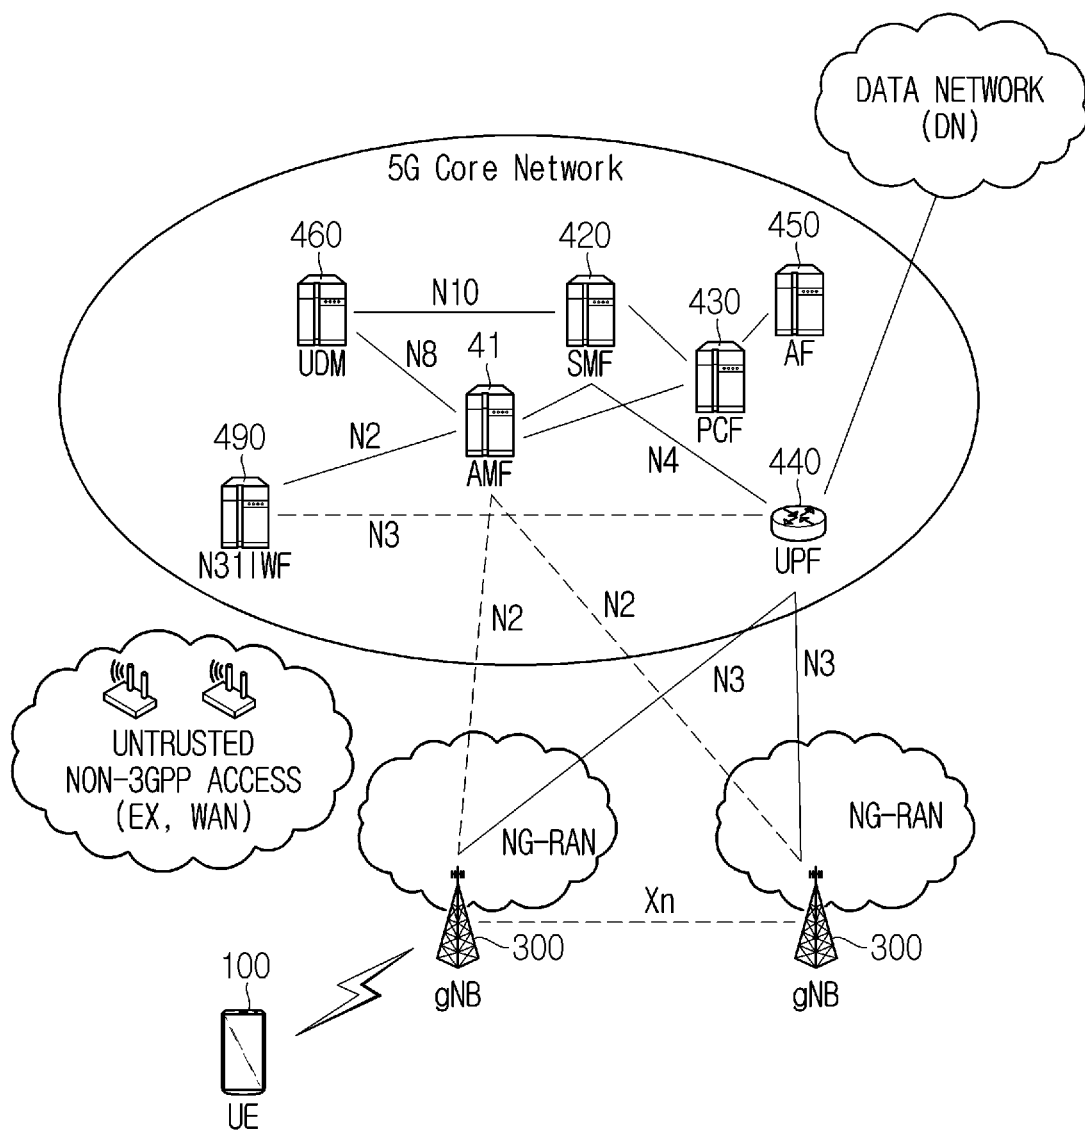 DATA NETWORK
(DN)
5G Core Network
460
420
450
N10
430
UDM
N8
41
SMF
AF
490
N2
PCF
AMF
N4
440
N3
N31IWF
UPF
N2
N2
N3
N3
UNTRUSTED
NON-3GPP ACCESS
(EX, WAN)
NG-RAN
NG-RAN
Xn
300
300
gNB
gNB
100
UE